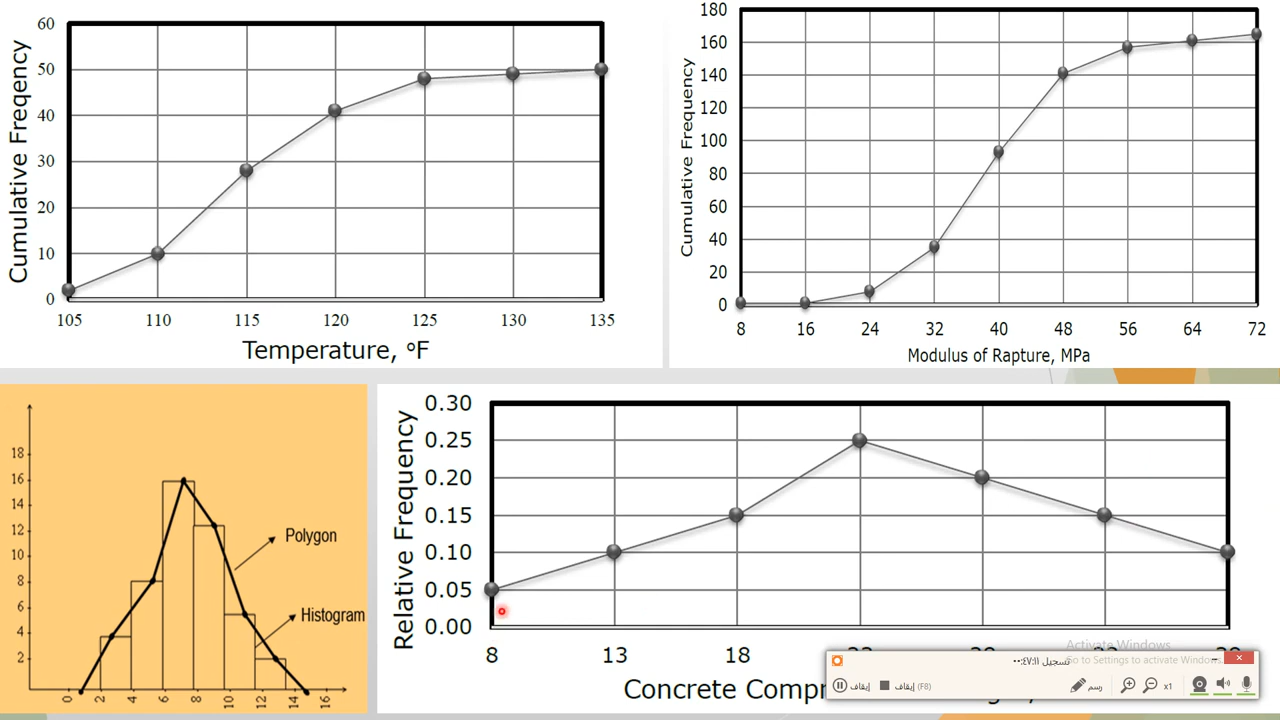 60
50
40
30
20
10
0
Cumulative Freqency
105 110 115 120 125 130 135
Temperature, °F
180
160
140
120
100
80
60
40
20
0
Cumulative Frequency
8 16 24 32 40 48 56 64 72
Modulus of Rapture, MPa
18
16
14
12
10
8
6
4
2
0 2 4 6 8 10 12 14 16
Polygon
Histogram
0.30
0.25
0.20
0.15
0.10
0.05
0.00
Relative Frequency
8 13 18
Concrete
Activate Windows
Go to Settings to activate Windows.
تسجيل
إيقاف
إيقاف (F8)
رسم
x1